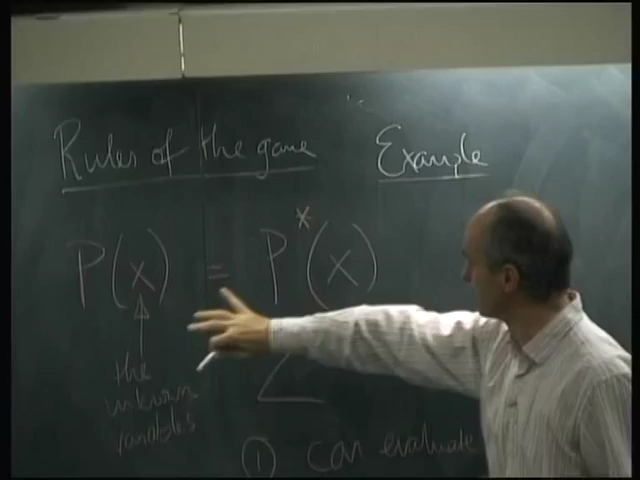 Rules of the game
Example
P(x) = P*(x)
Z
the
unknown
variables
① can evaluate